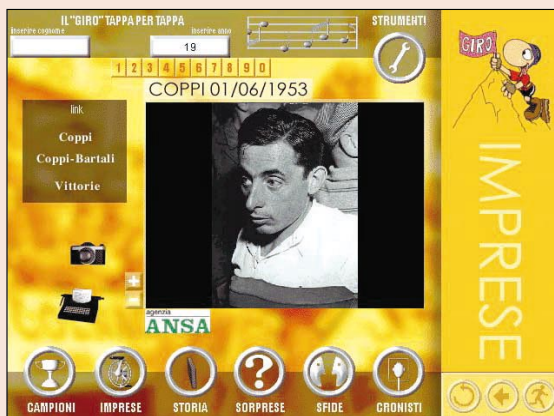 IL "GIRO" TAPPA PER TAPPA
STRUMENTI
inserire cognome
inserire anno
19
1 2 3 4 5 6 7 8 9 0
COPPI 01/06/1953
link
Coppi
Coppi-Bartali
Vittorie
agenzia
ANSA
CAMPIONI
IMPRESE
STORIA
SORPRESE
SFIDE
CRONISTI
GIRO
IMPRESE